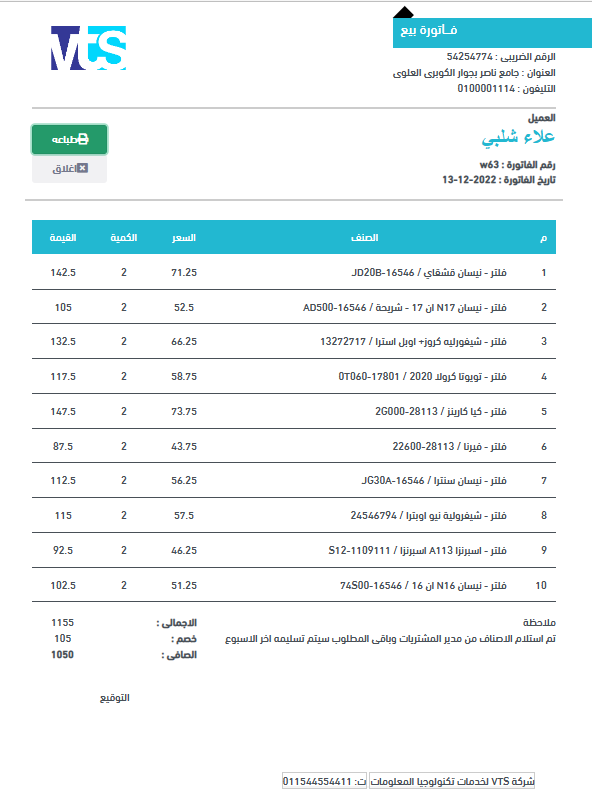 VTS
فـاتورة بيع
الرقم الضريبى : 54254774
العنوان : جامع ناصر بجوار الكوبرى العلوى
التليفون : 0100001114
العميل
علاء شلبي
طباعه
اغلاق
رقم الفاتورة : w63
تاريخ الفاتورة : 2022-12-13
م الصنف السعر الكمية القيمة
1 فلتر - نيسان قشقاي / JD20B-16546 71.25 2 142.5
2 فلتر - نيسان N17 ان 17 - شريحة / AD500-16546 52.5 2 105
3 فلتر - شيفورليه كروز+ اوبل استرا / 13272717 66.25 2 132.5
4 فلتر - تويوتا كرولا 2020 / 0T060-17801 58.75 2 117.5
5 فلتر - كيا كارينز / 2G000-28113 73.75 2 147.5
6 فلتر - فيرنا / 22600-28113 43.75 2 87.5
7 فلتر - نيسان سنترا / JG30A-16546 56.25 2 112.5
8 فلتر - شيفرولية نيو اوبترا / 24546794 57.5 2 115
9 فلتر - اسبرنزا A113 اسبرنزا / S12-1109111 46.25 2 92.5
10 فلتر - نيسان N16 ان 16 / 74S00-16546 51.25 2 102.5
ملاحظة
تم استلام الاصناف من مدير المشتريات وباقى المطلوب سيتم تسليمه اخر الاسبوع
الاجمالى : 1155
خصم : 105
الصافى : 1050
التوقيع
شركة VTS لخدمات تكنولوجيا المعلومات ت: 011544554411